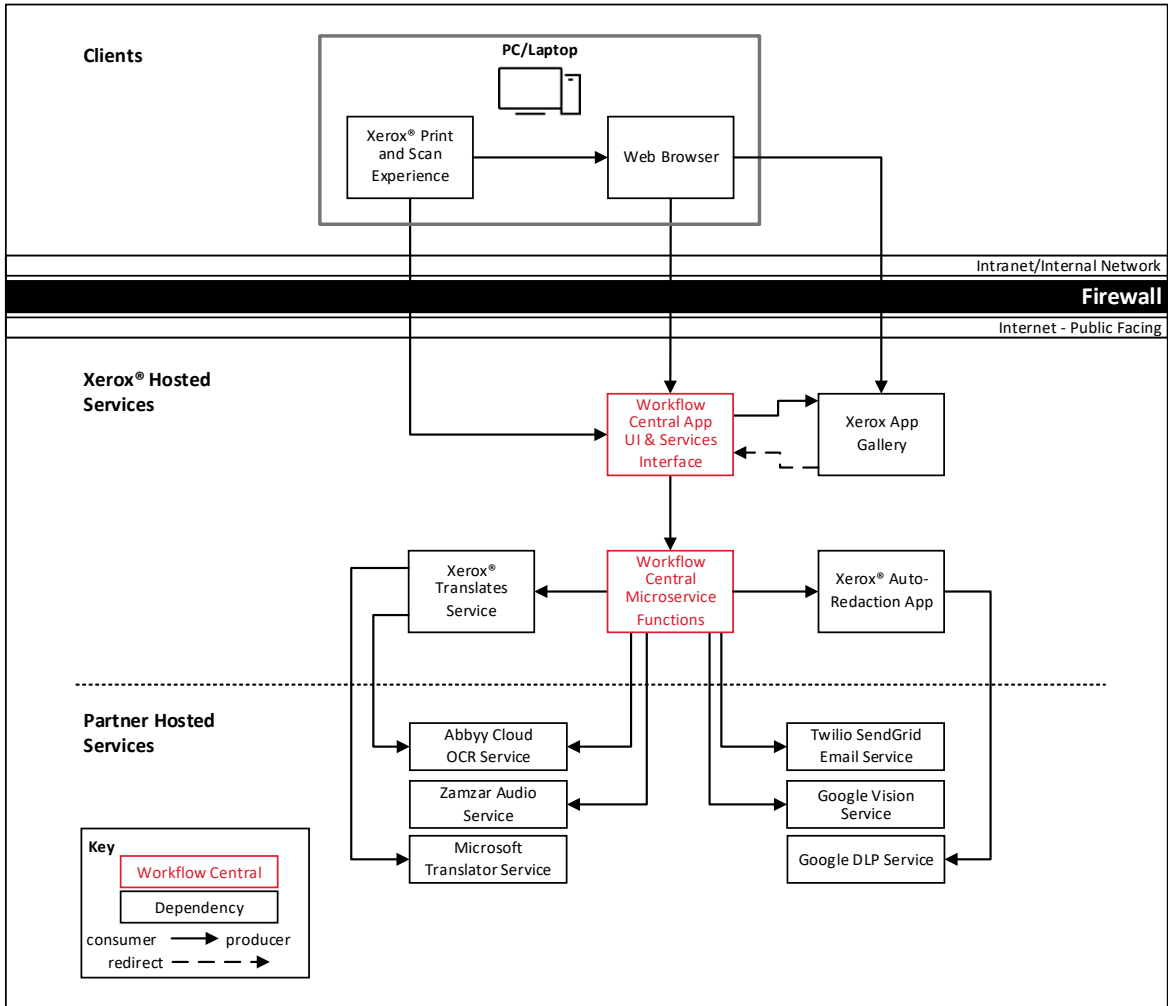 Clients
PC/Laptop
Xerox® Print
and Scan
Experience
Web Browser
Intranet/Internal Network
Firewall
Internet - Public Facing
Xerox® Hosted
Services
Workflow
Central App
UI & Services
Interface
Xerox App
Gallery
Xerox®
Translates
Service
Workflow
Central
Microservice
Functions
Xerox® Auto-
Redaction App
Partner Hosted
Services
Abbyy Cloud
OCR Service
Twilio SendGrid
Email Service
Zamzar Audio
Service
Google Vision
Service
Microsoft
Translator Service
Google DLP Service
Key
Workflow Central
Dependency
consumer producer
redirect